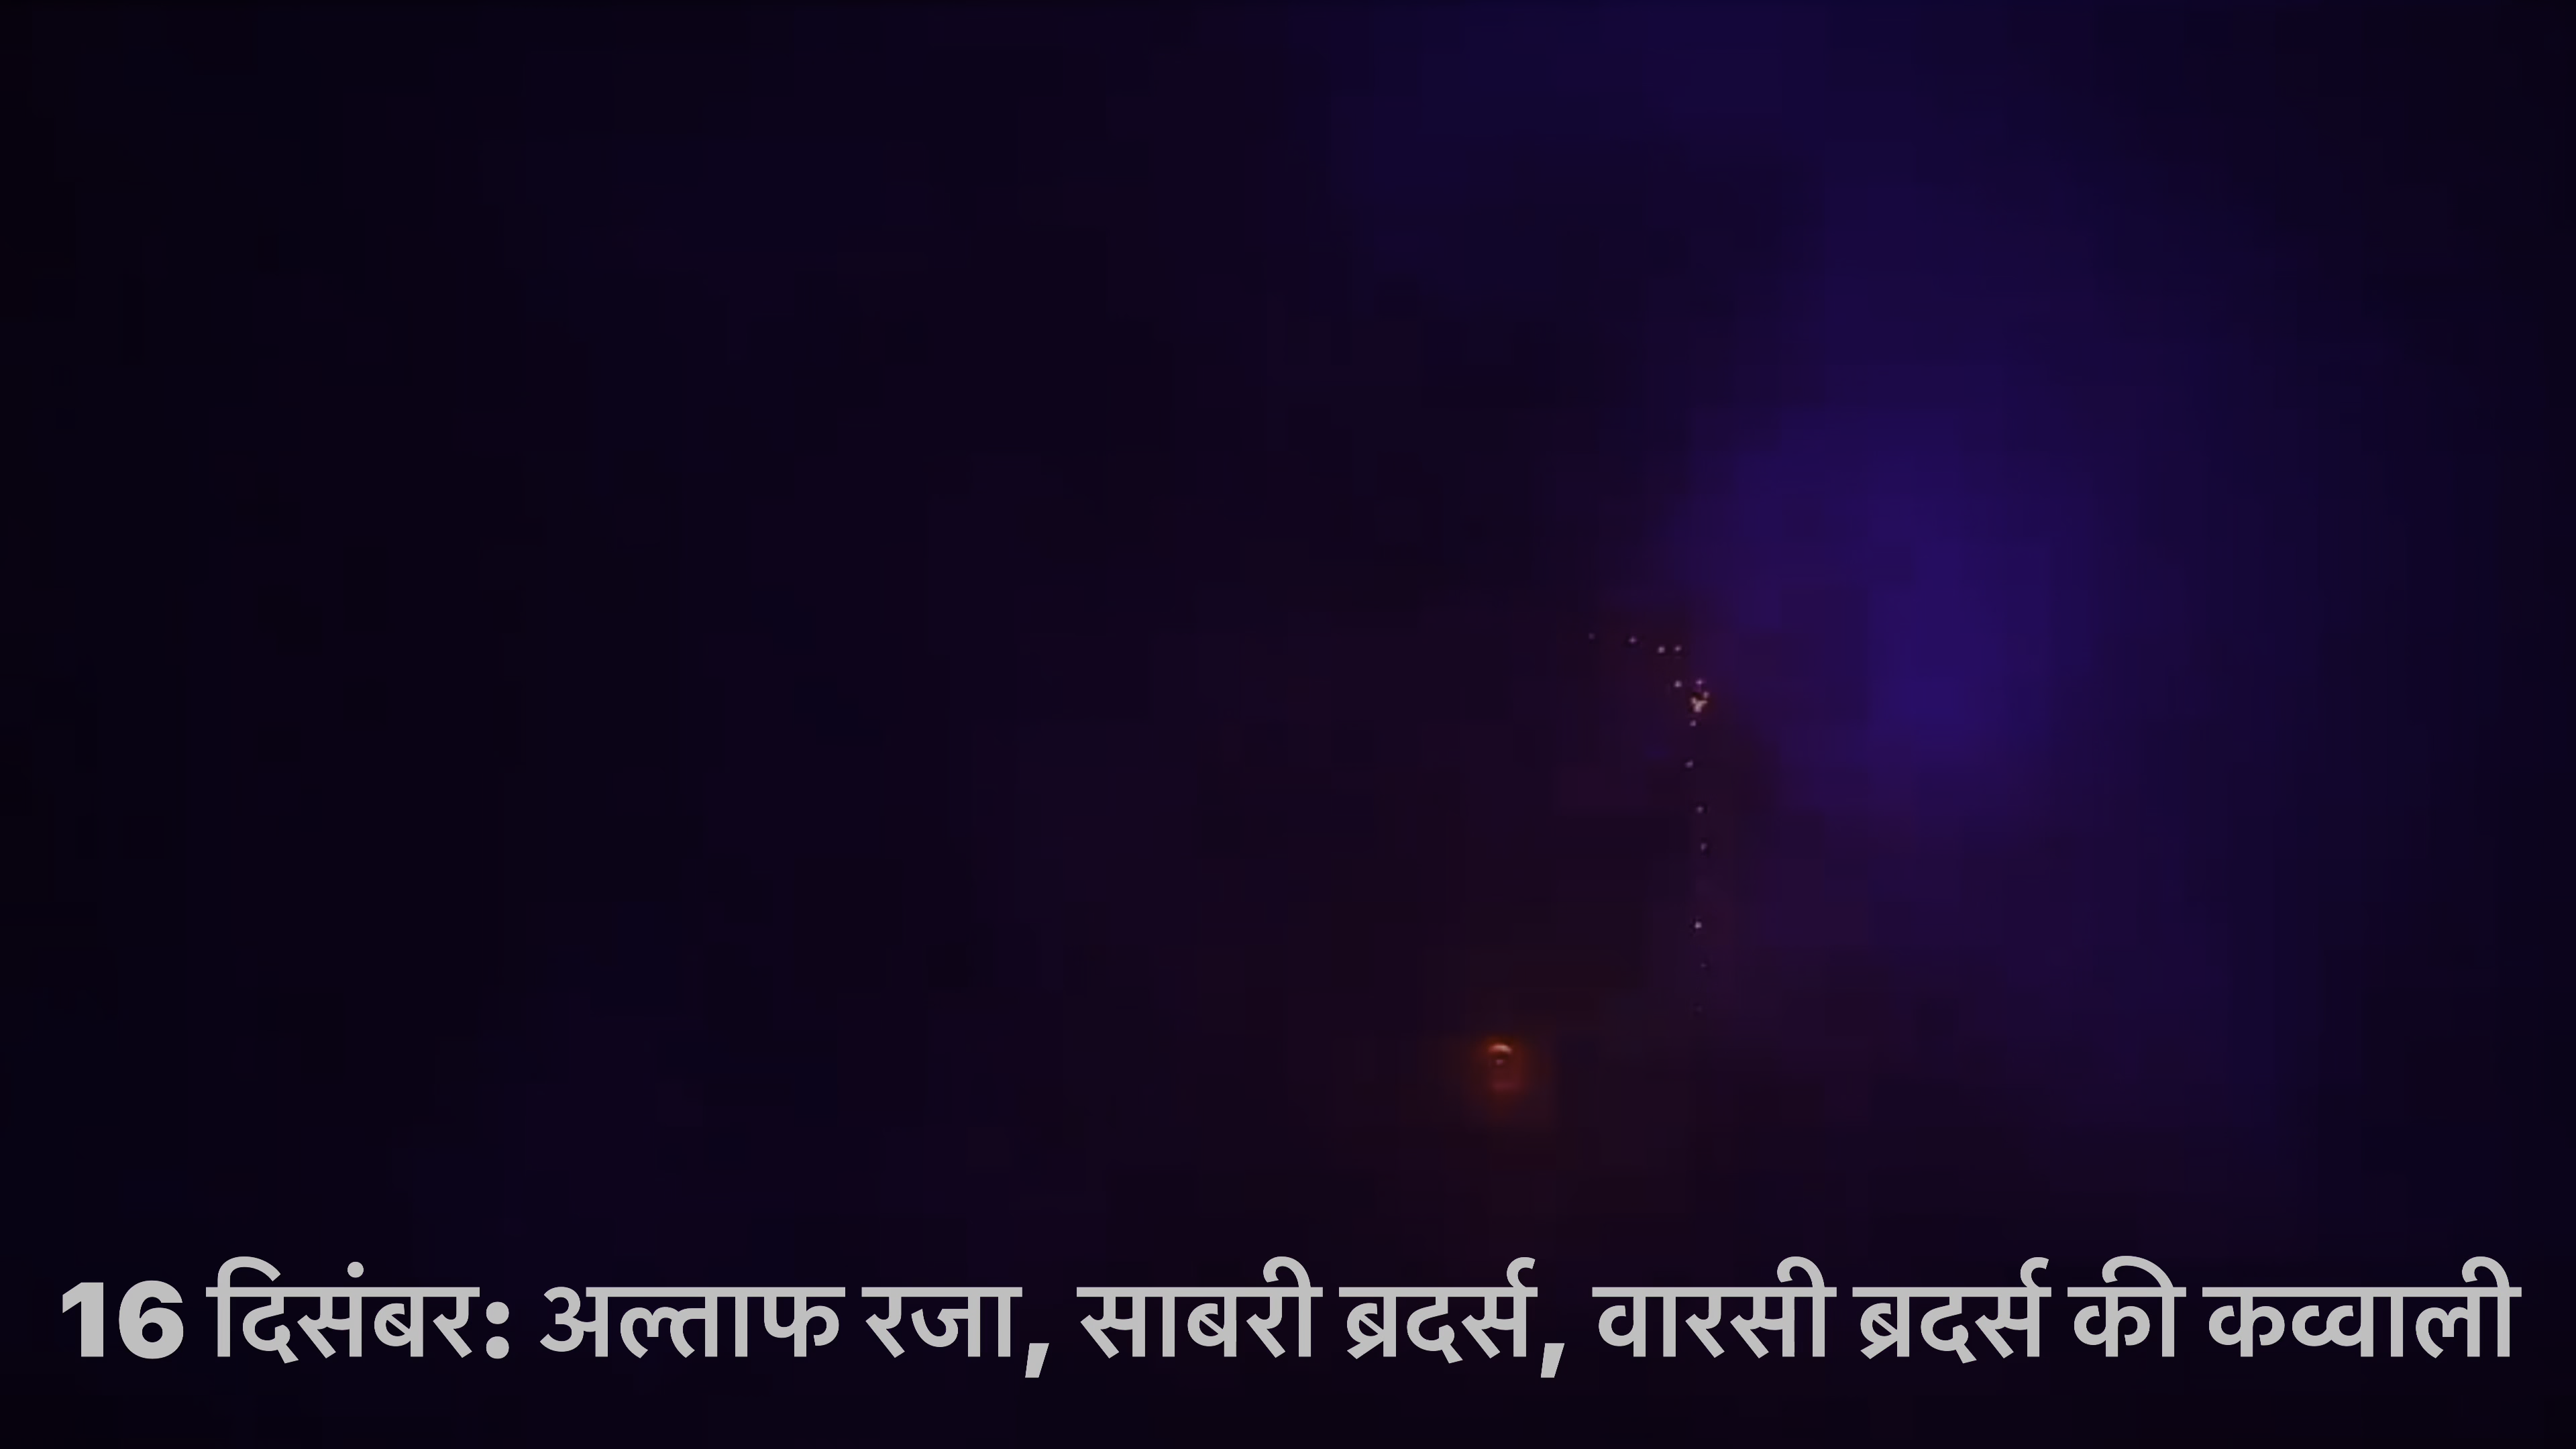 16 दिसंबर: अल्ताफ रजा, साबरी ब्रदर्स, वारसी ब्रदर्स की कव्वाली